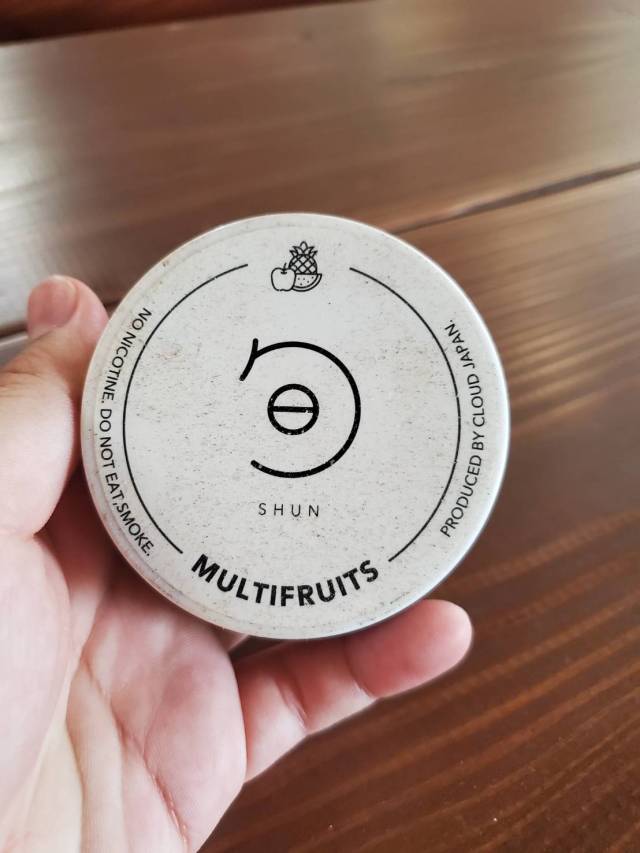 NO NICOTINE. DO NOT EAT,SMOKE.
PRODUCED BY CLOUD JAPAN.
SHUN
MULTIFRUITS